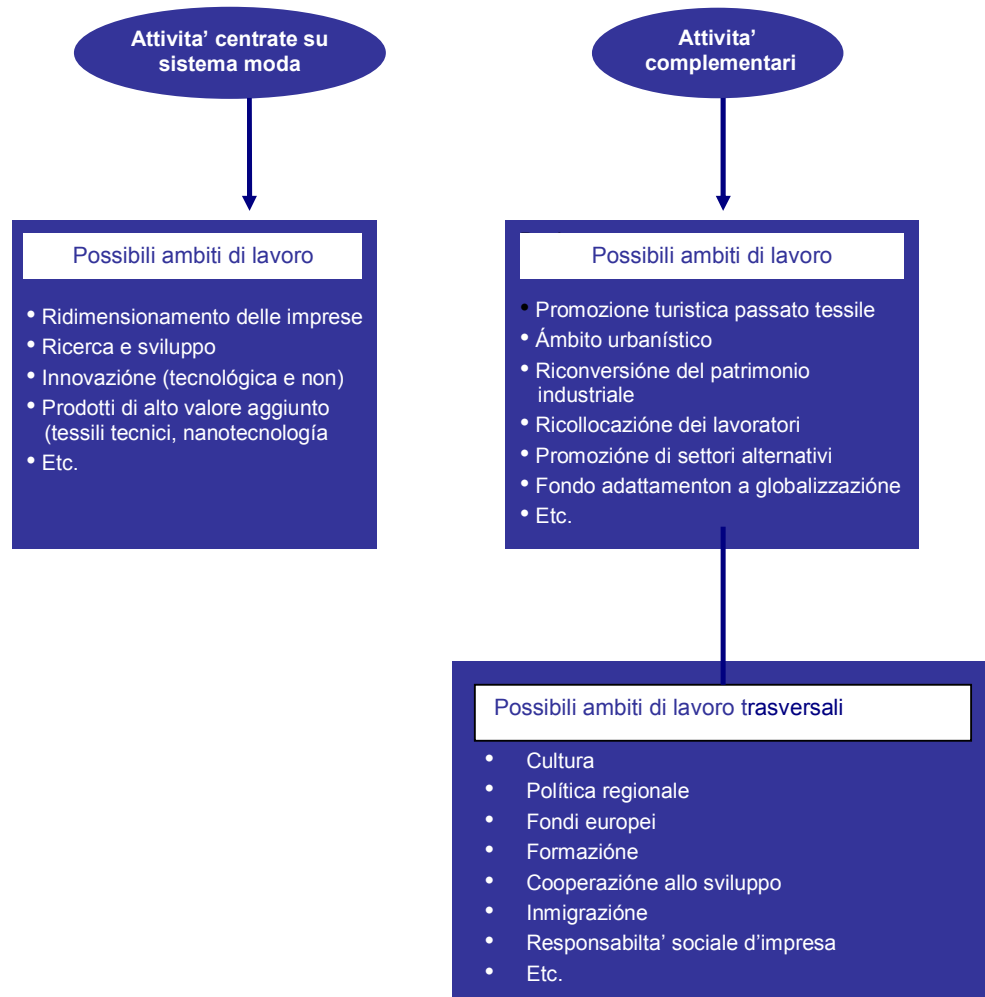 Attivita’ centrate su
sistema moda
Possibili ambiti di lavoro
• Ridimensionamento delle imprese
• Ricerca e sviluppo
• Innovazióne (tecnológica e non)
• Prodotti di alto valore aggiunto
(tessili tecnici, nanotecnología
• Etc.
Attivita’
complementari
Possibili ambiti di lavoro
• Promozione turistica passato tessile
• Ámbito urbanístico
• Riconversióne del patrimonio
industriale
• Ricollocazióne dei lavoratori
• Promozióne di settori alternativi
• Fondo adattamenton a globalizzazióne
• Etc.
Possibili ambiti di lavoro trasversali
• Cultura
• Política regionale
• Fondi europei
• Formazióne
• Cooperazióne allo sviluppo
• Inmigrazióne
• Responsabilta’ sociale d’impresa
• Etc.